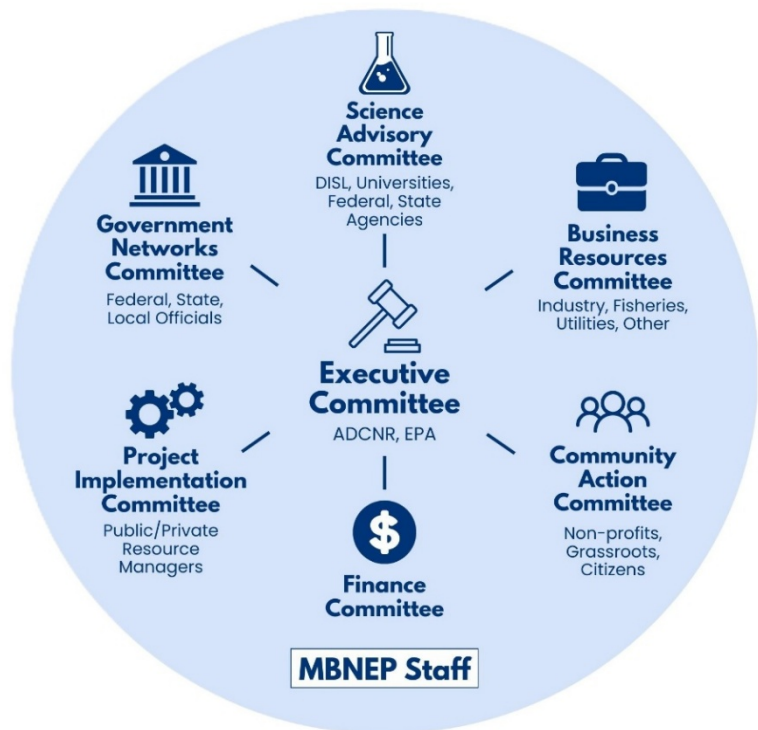 Science
Advisory
Committee
DISL, Universities,
Federal, State
Agencies
Government
Networks
Committee
Federal, State,
Local Officials
Business
Resources
Committee
Industry, Fisheries,
Utilities, Other
Executive
Committee
ADCNR, EPA
Project
Implementation
Committee
Public/Private
Resource
Managers
Community
Action
Committee
Non-profits,
Grassroots,
Citizens
$
Finance
Committee
MBNEP Staff